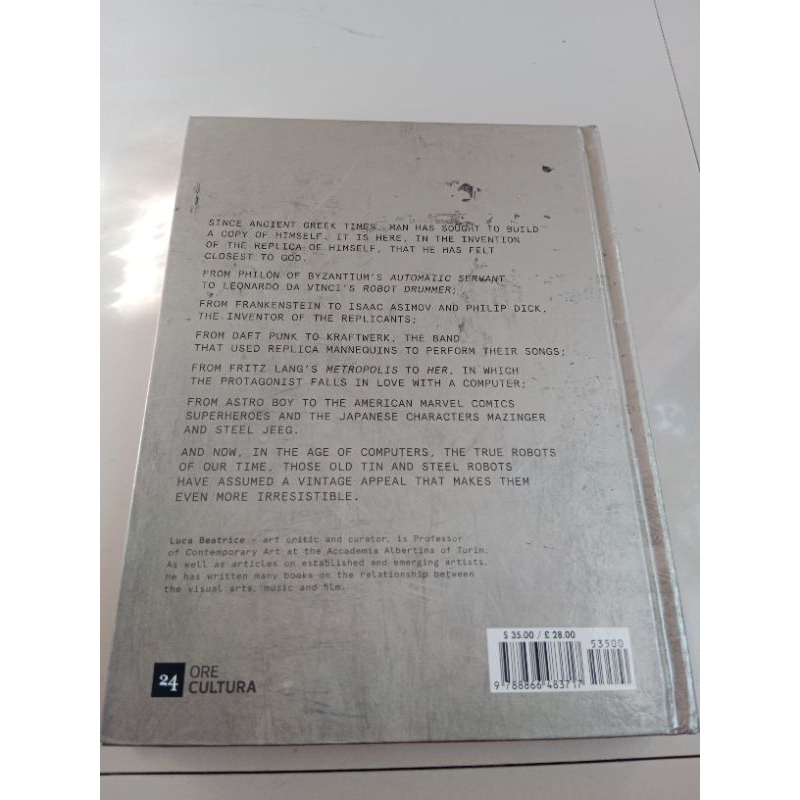 SINCE ANCIENT GREEK TIMES, MAN HAS SOUGHT TO BUILD
A COPY OF HIMSELF. IT IS HERE, IN THE INVENTION
OF THE REPLICA OF HIMSELF, THAT HE HAS FELT
CLOSEST TO GOD.
FROM PHILON OF BYZANTIUM'S AUTOMATIC SERVANT
TO LEONARDO DA VINCI'S ROBOT DRUMMER;
FROM FRANKENSTEIN TO ISAAC ASIMOV AND PHILIP DICK,
THE INVENTOR OF THE REPLICANTS;
FROM DAFT PUNK TO KRAFTWERK, THE BAND
THAT USED REPLICA MANNEQUINS TO PERFORM THEIR SONGS;
FROM FRITZ LANG'S METROPOLIS TO HER, IN WHICH
THE PROTAGONIST FALLS IN LOVE WITH A COMPUTER;
FROM ASTRO BOY TO THE AMERICAN MARVEL COMICS
SUPERHEROES AND THE JAPANESE CHARACTERS MAZINGER
AND STEEL JEEG.
AND NOW, IN THE AGE OF COMPUTERS, THE TRUE ROBOTS
OF OUR TIME, THOSE OLD TIN AND STEEL ROBOTS
HAVE ASSUMED A VINTAGE APPEAL THAT MAKES THEM
EVEN MORE IRRESISTIBLE.
Luca Beatrice – art critic and curator, is Professor
of Contemporary Art at the Accademia Albertina of Turin.
As well as articles on established and emerging artists,
he has written many books on the relationship between
the visual arts, music and film.
$ 35.00 / £ 28.00
53500
9 788866 483717
24 ORE
CULTURA